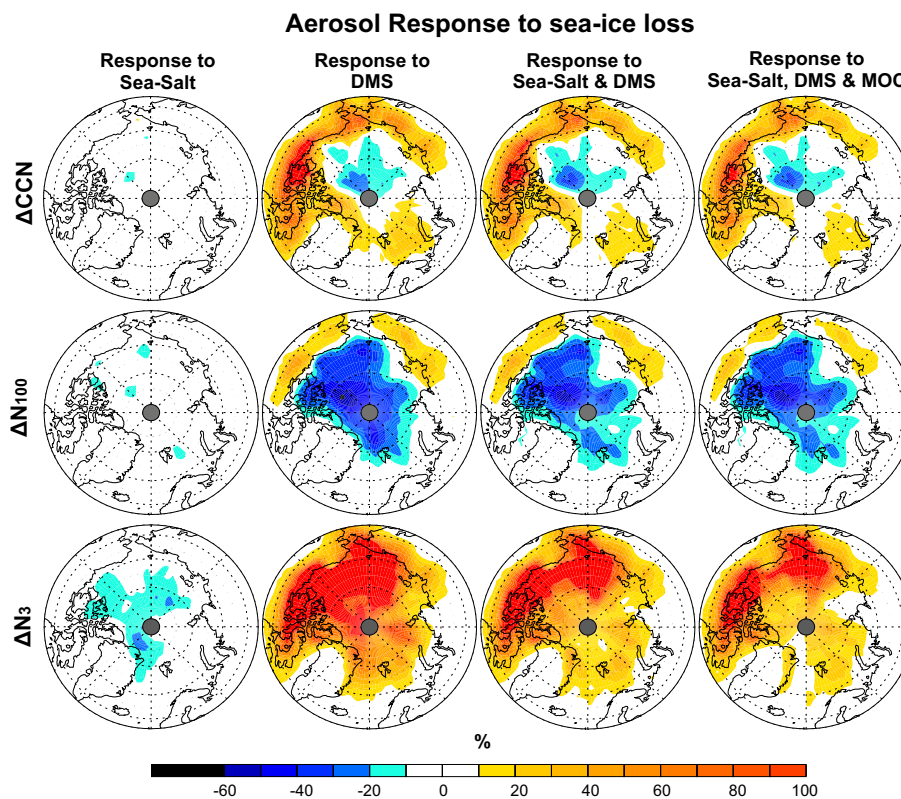 Aerosol Response to sea-ice loss
Response to
Sea-Salt
Response to
DMS
Response to
Sea-Salt & DMS
Response to
Sea-Salt, DMS & MOC
ΔCCN
ΔN100
ΔN3
%
-60 -40 -20 0 20 40 60 80 100